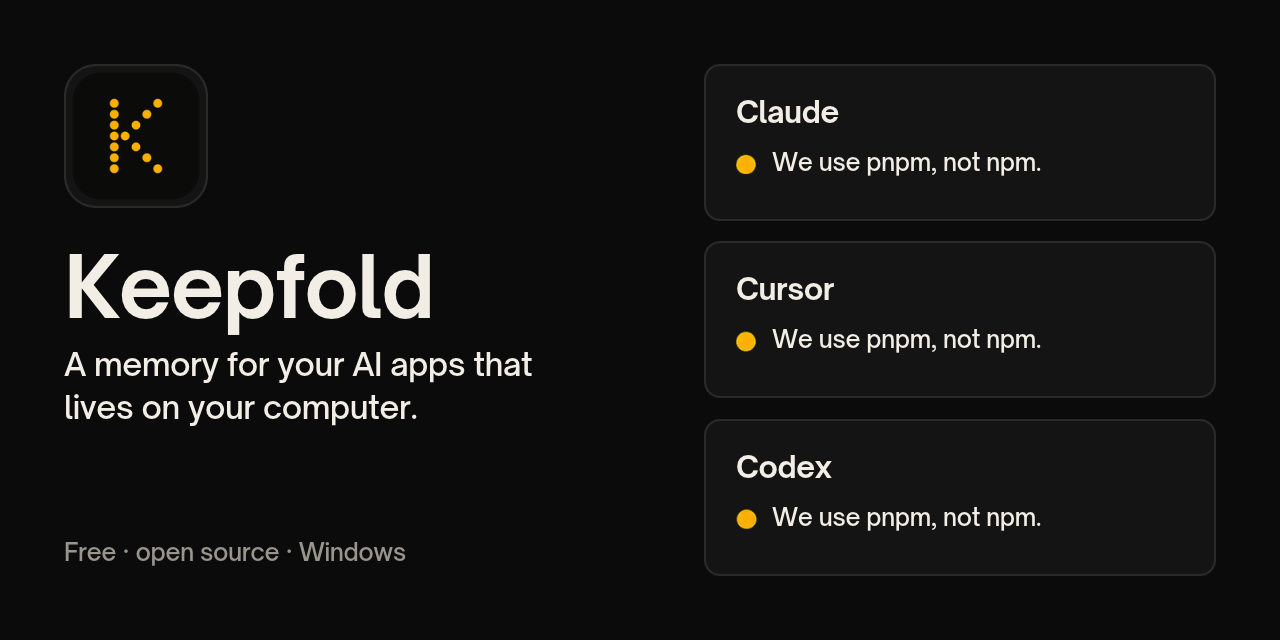 K
Keepfold
A memory for your AI apps that
lives on your computer.
Free · open source · Windows
Claude
We use pnpm, not npm.
Cursor
We use pnpm, not npm.
Codex
We use pnpm, not npm.